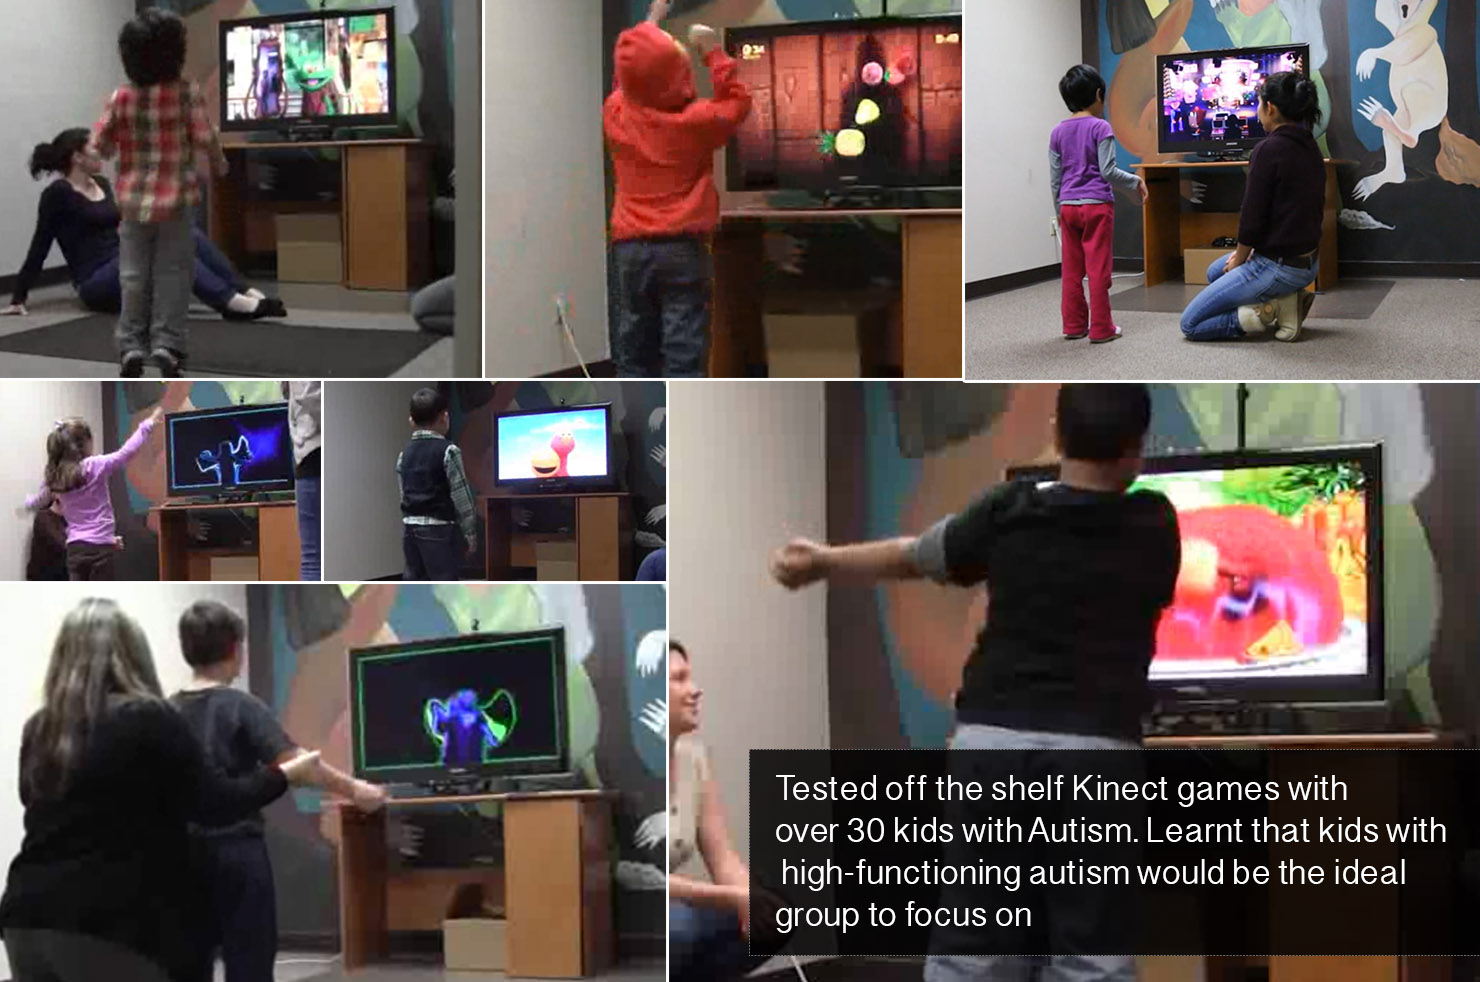 Tested off the shelf Kinect games with
over 30 kids with Autism. Learnt that kids with
high-functioning autism would be the ideal
group to focus on